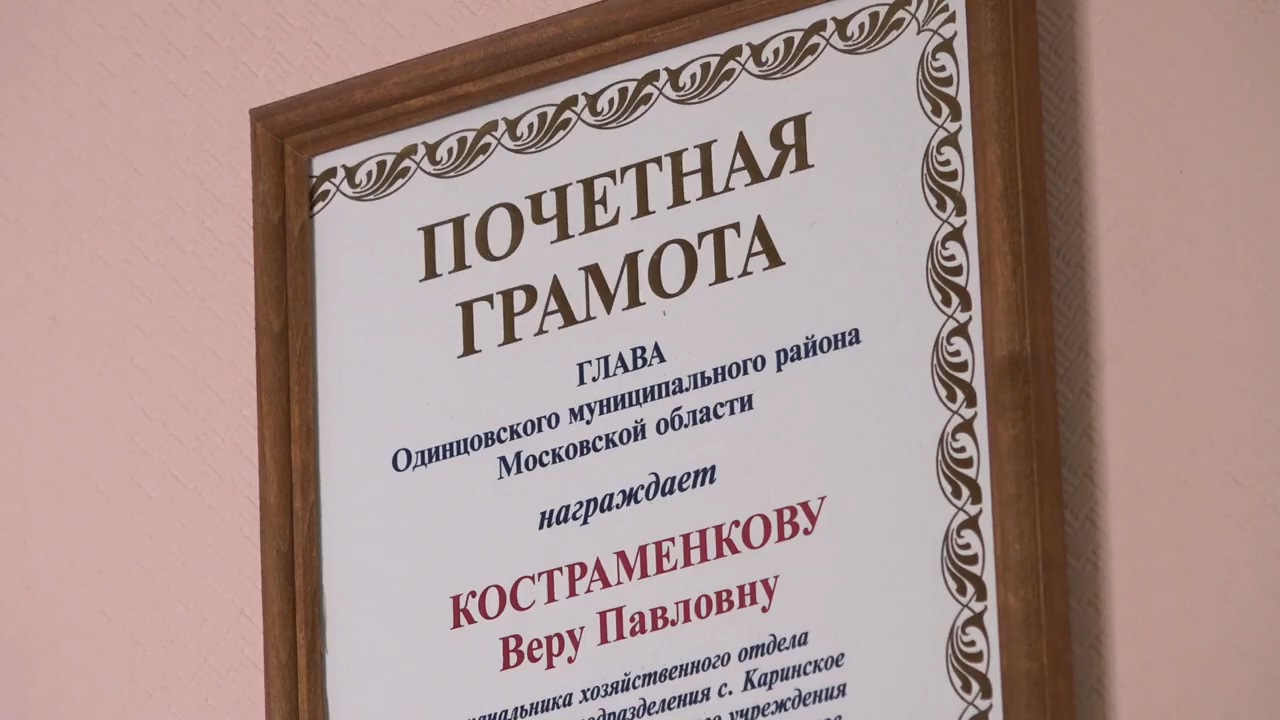 ПОЧЕТНАЯ
ГРАМОТА
ГЛАВА
Одинцовского муниципального района
Московской области
награждает
КОСТРАМЕНКОВУ
Веру Павловну
начальника хозяйственного отдела
подразделения с. Каринское
учреждения